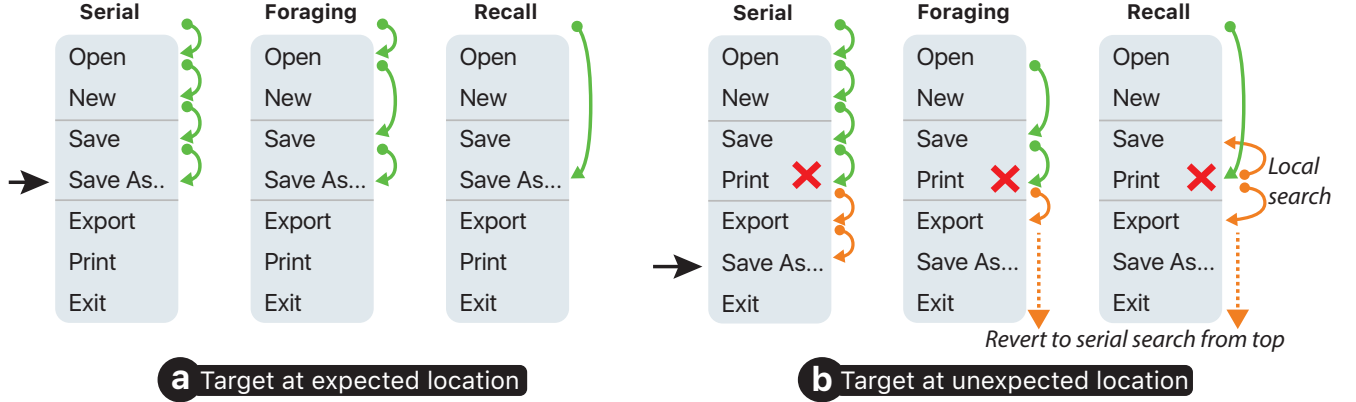 Serial
Open
New
Save
Save As..
Export
Print
Exit
Foraging
Open
New
Save
Save As...
Export
Print
Exit
Recall
Open
New
Save
Save As...
Export
Print
Exit
a Target at expected location
Serial
Open
New
Save
Print
Export
Save As...
Exit
Foraging
Open
New
Save
Print
Export
Save As...
Exit
Recall
Open
New
Save
Print
Export
Save As...
Exit
Local
search
Revert to serial search from top
b Target at unexpected location